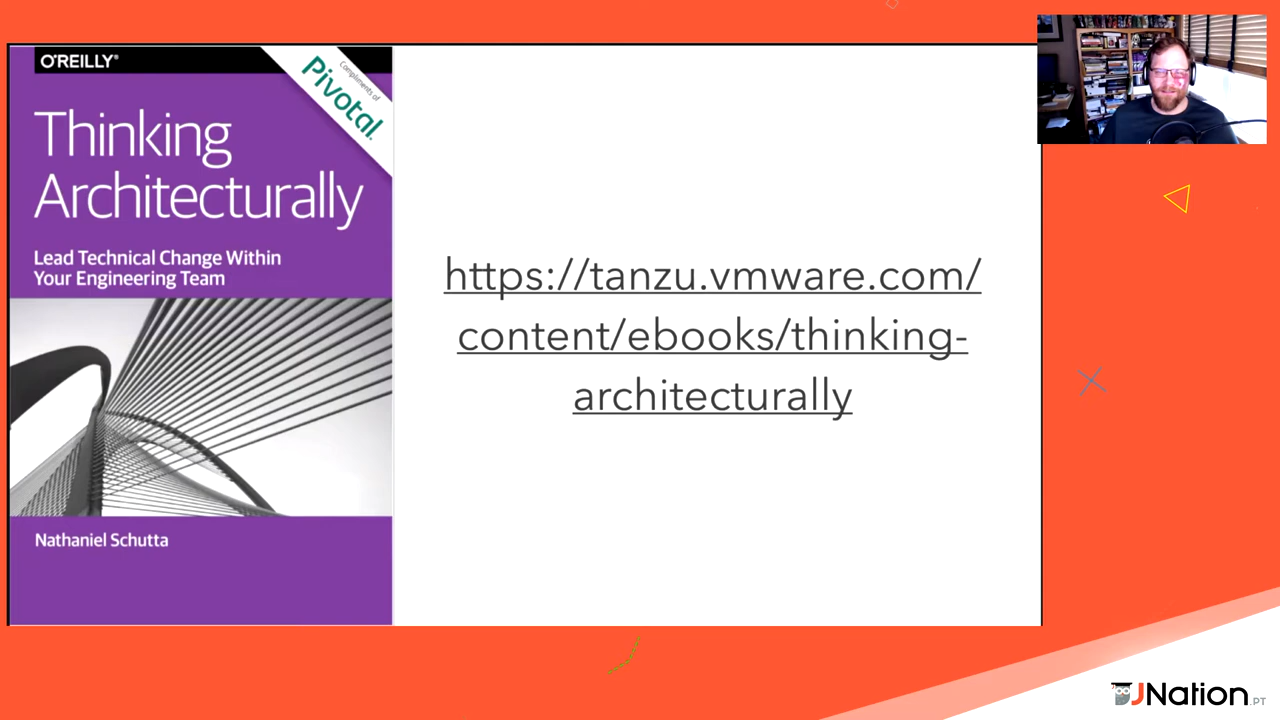 O'REILLY®
Compliments of
Pivotal.
Thinking
Architecturally
Lead Technical Change Within
Your Engineering Team
Nathaniel Schutta
https://tanzu.vmware.com/
content/ebooks/thinking-
architecturally
JNation.PT